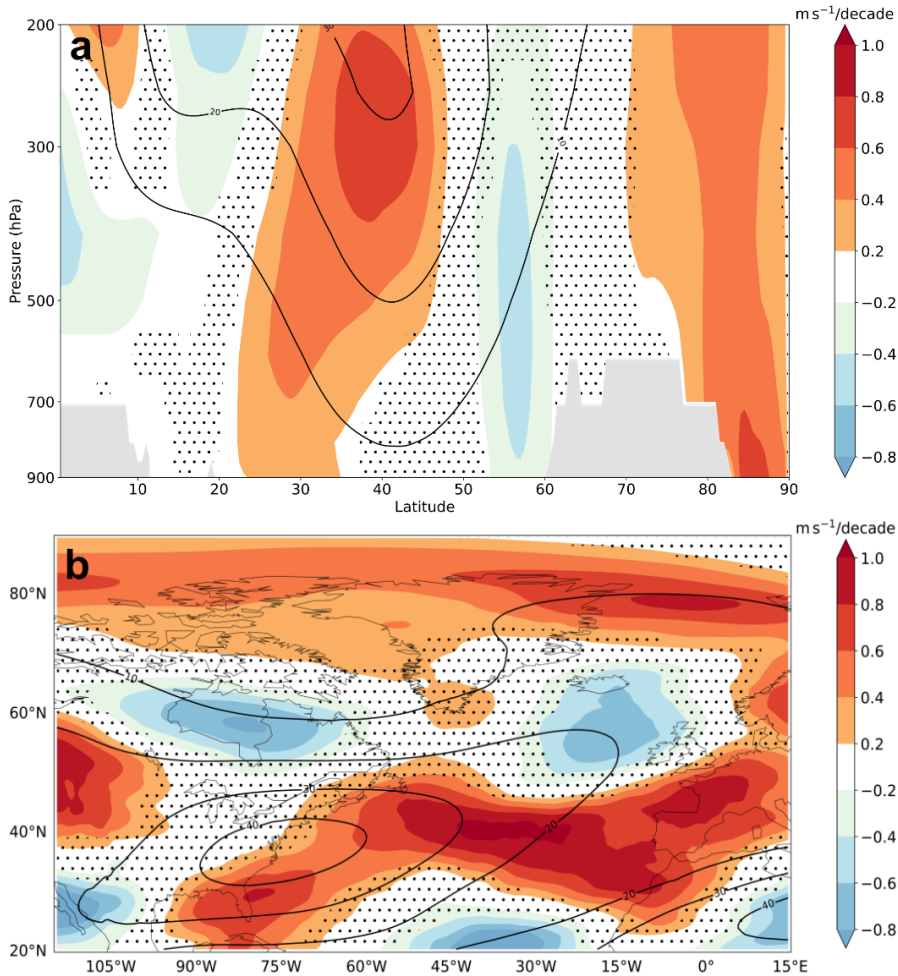 m s⁻¹/decade
a
200
300
500
700
900
Pressure (hPa)
30
20
10
10 20 30 40 50 60 70 80 90
Latitude
1.0
0.8
0.6
0.4
0.2
−0.2
−0.4
−0.6
−0.8
m s⁻¹/decade
b
80°N
60°N
40°N
20°N
10
30
40
20
20
30
40
105°W 90°W 75°W 60°W 45°W 30°W 15°W 0° 15°E
1.0
0.8
0.6
0.4
0.2
−0.2
−0.4
−0.6
−0.8